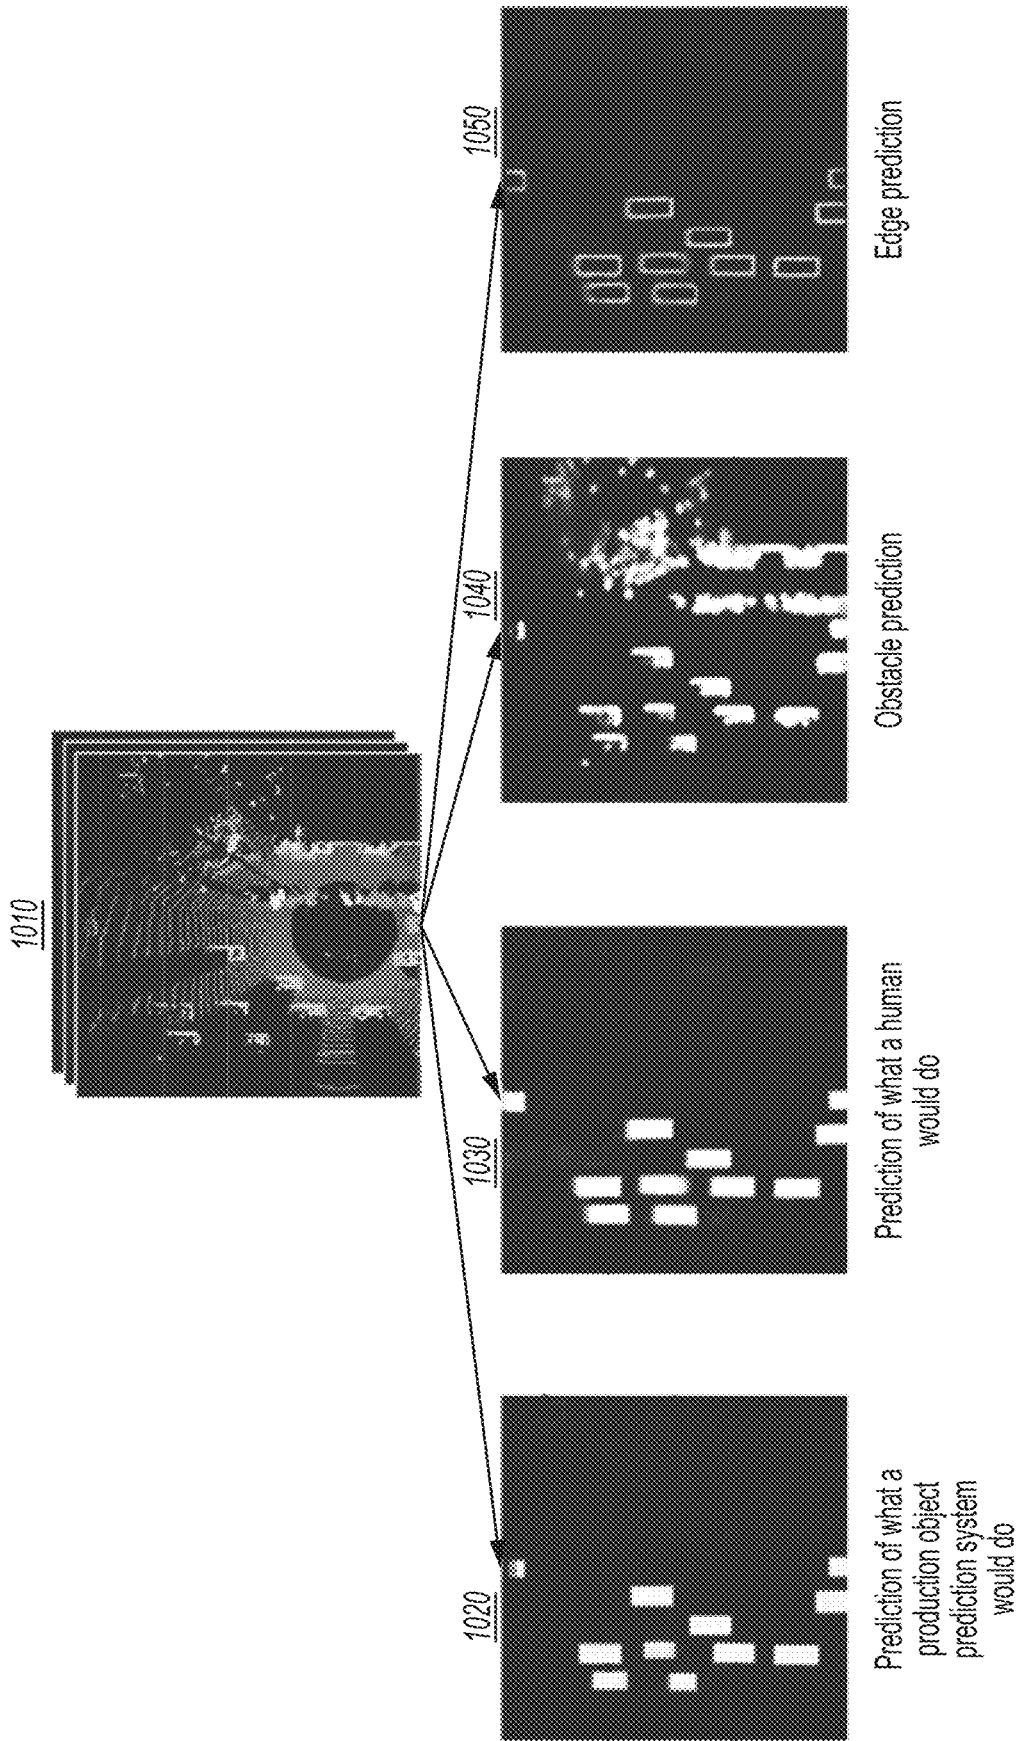 1010
1020
1030
1040
1050
Prediction of what a
production object
prediction system
would do
Prediction of what a human
would do
Obstacle prediction
Edge prediction